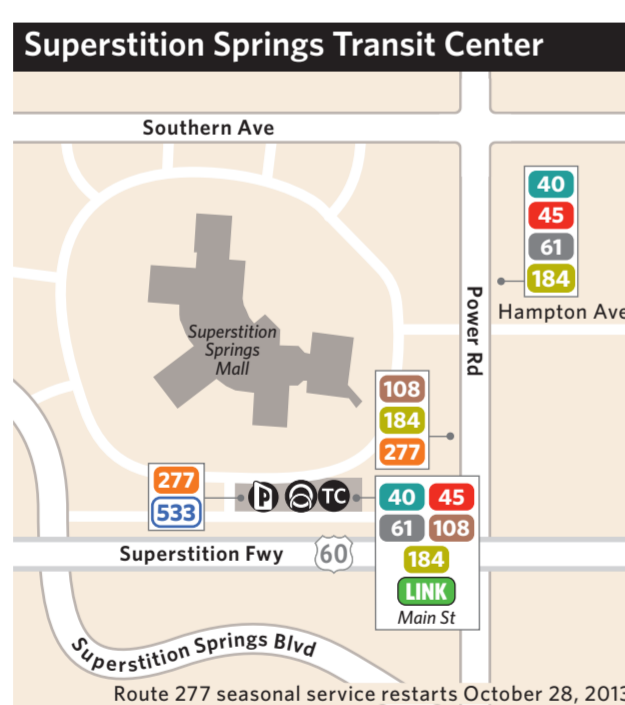 Superstition Springs Transit Center
Southern Ave
40
45
61
184
Hampton Ave
Power Rd
Superstition
Springs
Mall
108
184
277
277
533
P
TC
40 45
61 108
184
LINK
Main St
Superstition Fwy 60
Superstition Springs Blvd
Route 277 seasonal service restarts October 28, 2013